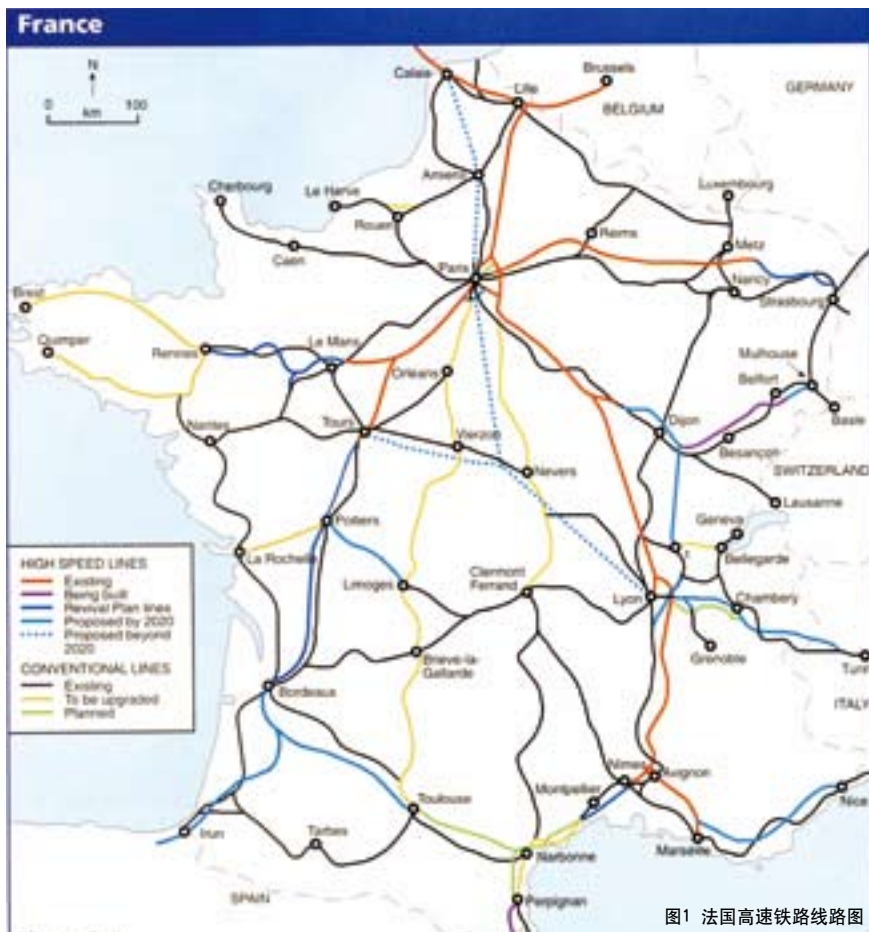 France
N
0 100
km
Calais
Lille
Brussels
BELGIUM
GERMANY
Amiens
Cherbourg
Le Havre
Rouen
Caen
Reims
Luxembourg
Metz
Paris
Nancy
Strasbourg
Brest
Quimper
Rennes
Le Mans
Orléans
Mulhouse
Belfort
Basle
Nantes
Tours
Vierzon
Dijon
Besançon
Nevers
SWITZERLAND
Lausanne
Poitiers
Geneva
La Rochelle
Bellegarde
Limoges
Clermont
Ferrand
Lyon
Chambery
Grenoble
Turin
ITALY
HIGH SPEED LINES
Existing
Being built
Revival Plan lines
Proposed by 2020
Proposed beyond
2020
CONVENTIONAL LINES
Existing
To be upgraded
Planned
Bordeaux
Brieve-la-
Gallarde
Nimes
Avignon
Montpellier
Nice
Irun
Tarbes
Toulouse
Marseille
Narbonne
SPAIN
Perpignan
图1 法国高速铁路线路图